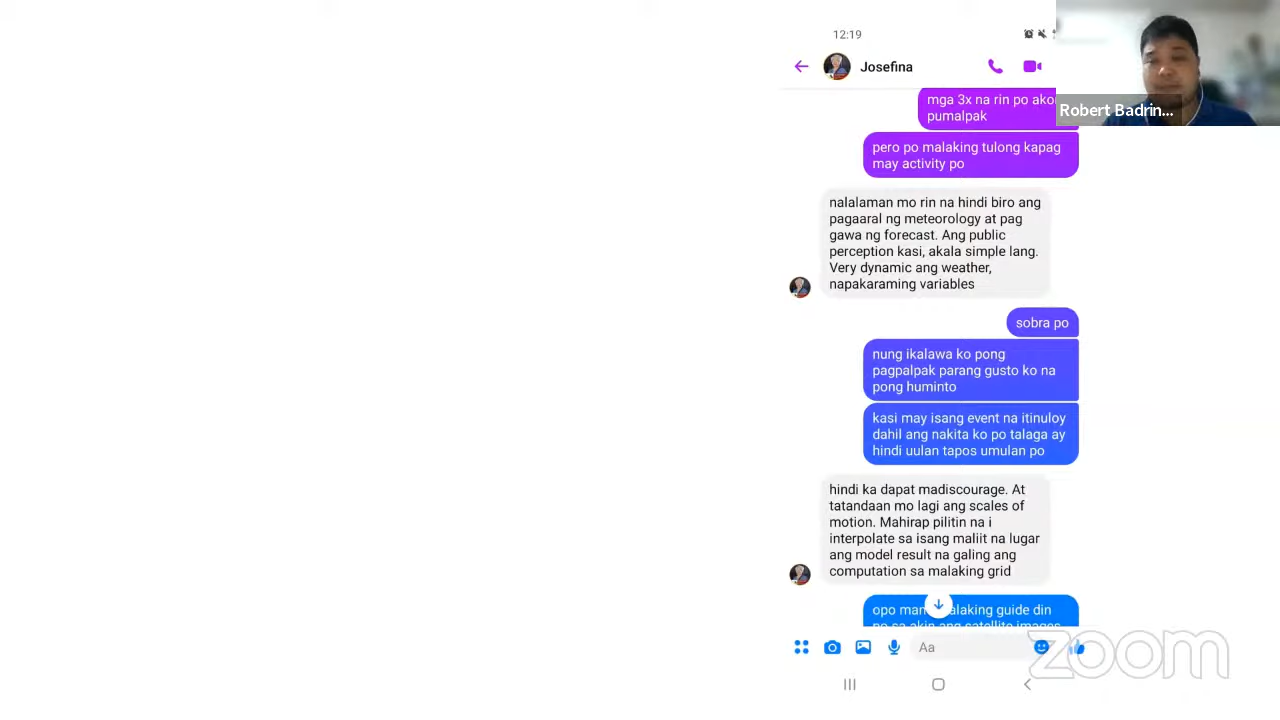 12:19
Josefina
Robert Badrin...
mga 3x na rin po ako
pumalpak
pero po malaking tulong kapag
may activity po
nalalaman mo rin na hindi biro ang
pagaaral ng meteorology at pag
gawa ng forecast. Ang public
perception kasi, akala simple lang.
Very dynamic ang weather,
napakaraming variables
sobra po
nung ikalawa ko pong
pagpalpak parang gusto ko na
pong huminto
kasi may isang event na itinuloy
dahil ang nakita ko po talaga ay
hindi uulan tapos umulan po
hindi ka dapat madiscourage. At
tatandaan mo lagi ang scales of
motion. Mahirap pilitin na i
interpolate sa isang maliit na lugar
ang model result na galing ang
computation sa malaking grid
opo guide din
po sa akin ang satellite images
Aa
zoom